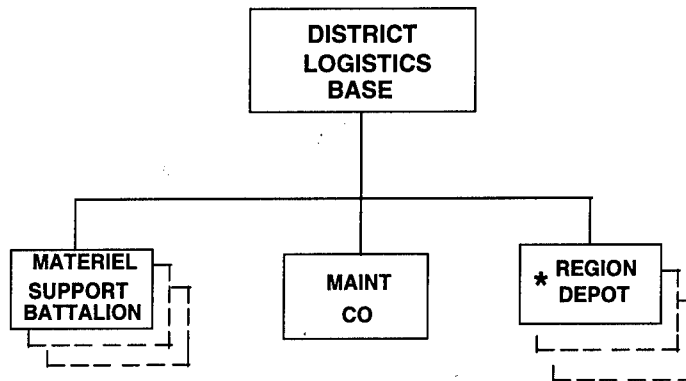 DISTRICT
LOGISTICS
BASE
MATERIEL
SUPPORT
BATTALION
MAINT
CO
* REGION
DEPOT